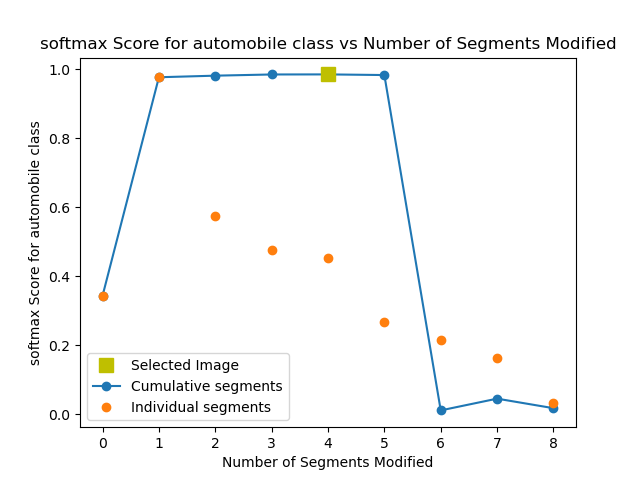 softmax Score for automobile class vs Number of Segments Modified
softmax Score for automobile class
1.0
0.8
0.6
0.4
0.2
0.0
Selected Image
Cumulative segments
Individual segments
0 1 2 3 4 5 6 7 8
Number of Segments Modified